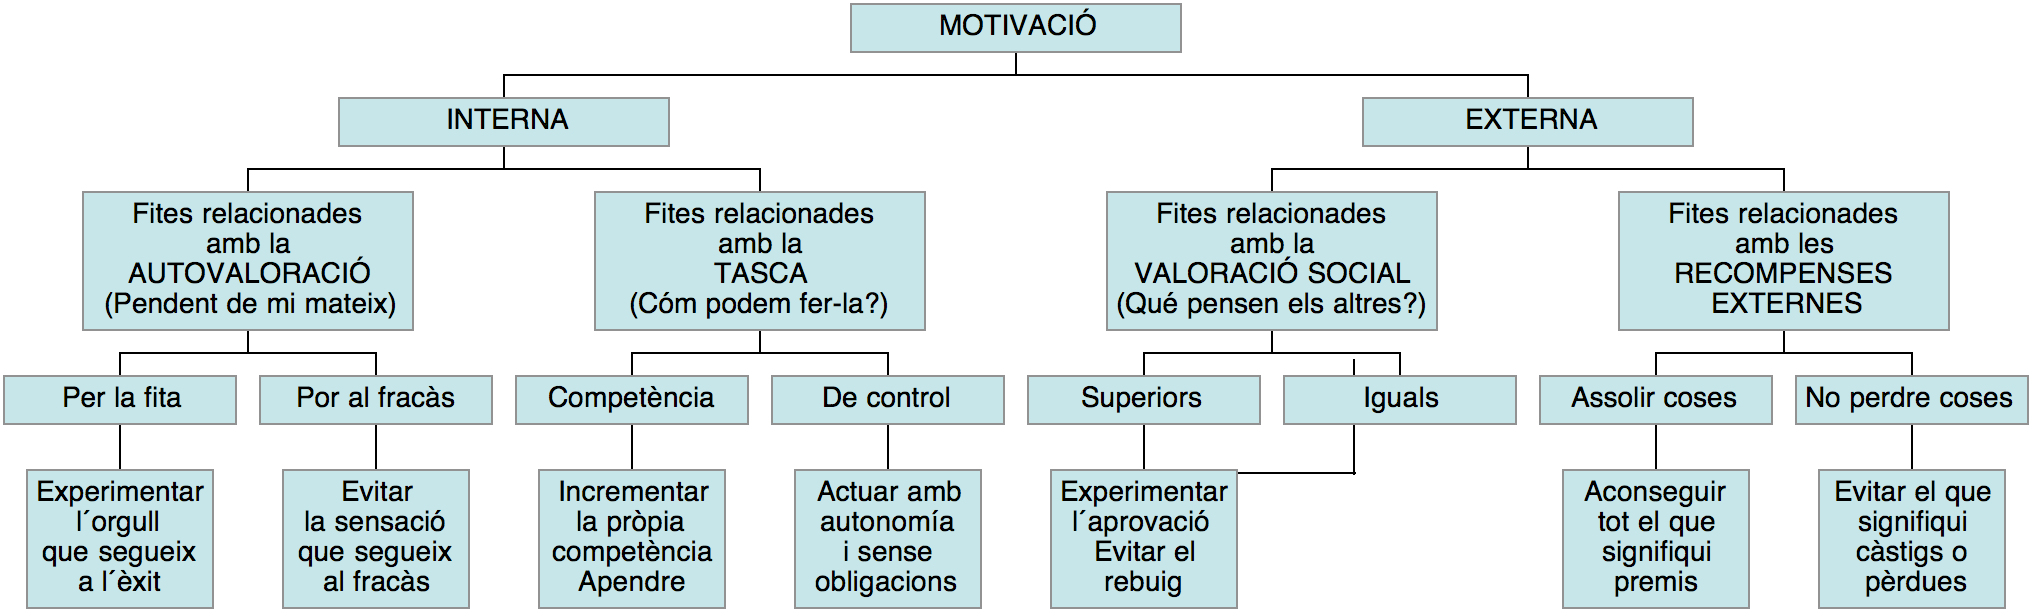 MOTIVACIÓ
INTERNA
EXTERNA
Fites relacionades
amb la
AUTOVALORACIÓ
(Pendent de mi mateix)
Fites relacionades
amb la
TASCA
(Cóm podem fer-la?)
Fites relacionades
amb la
VALORACIÓ SOCIAL
(Qué pensen els altres?)
Fites relacionades
amb les
RECOMPENSES
EXTERNES
Per la fita
Por al fracàs
Competència
De control
Superiors
Iguals
Assolir coses
No perdre coses
Experimentar
l´orgull
que segueix
a l´èxit
Evitar
la sensació
que segueix
al fracàs
Incrementar
la pròpia
competència
Apendre
Actuar amb
autonomía
i sense
obligacions
Experimentar
l´aprovació
Evitar el
rebuig
Aconseguir
tot el que
signifiqui
premis
Evitar el que
signifiqui
càstigs o
pèrdues